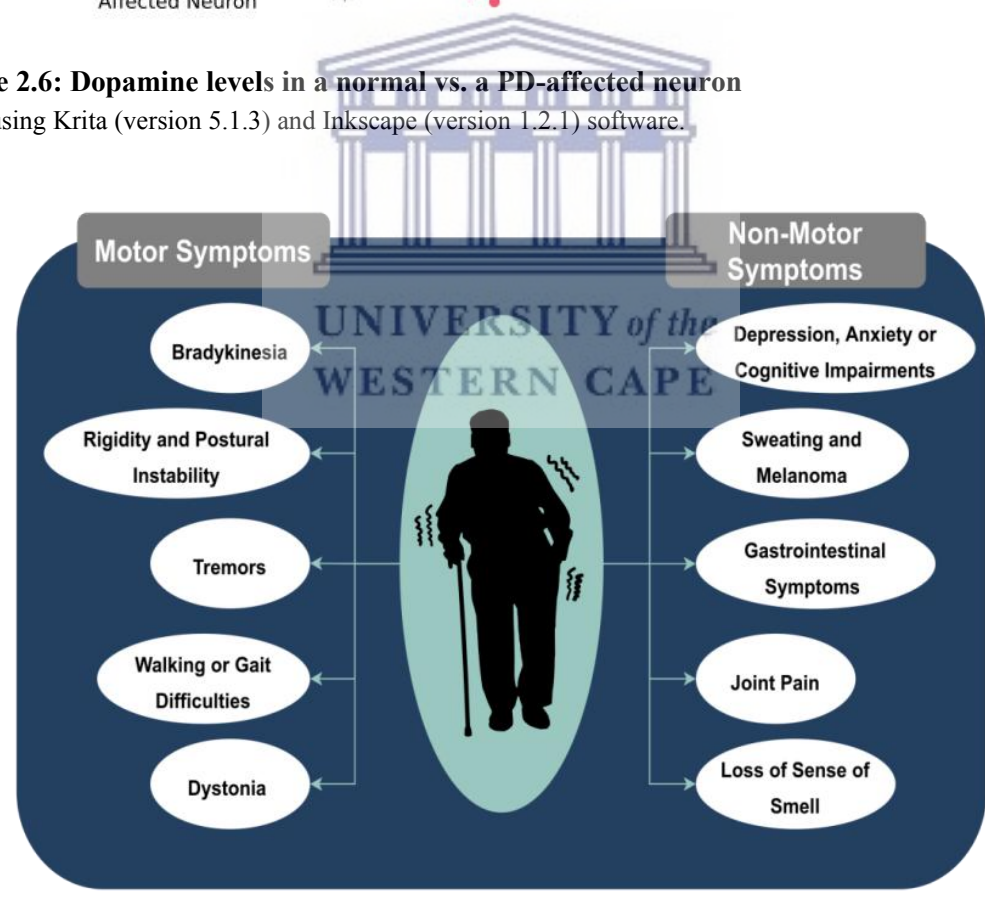 Affected Neuron
e 2.6: Dopamine levels in a normal vs. a PD-affected neuron
using Krita (version 5.1.3) and Inkscape (version 1.2.1) software.
Motor Symptoms
Non-Motor
Symptoms
UNIVERSITY of the
WESTERN CAPE
Bradykinesia
Rigidity and Postural
Instability
Tremors
Walking or Gait
Difficulties
Dystonia
Depression, Anxiety or
Cognitive Impairments
Sweating and
Melanoma
Gastrointestinal
Symptoms
Joint Pain
Loss of Sense of
Smell